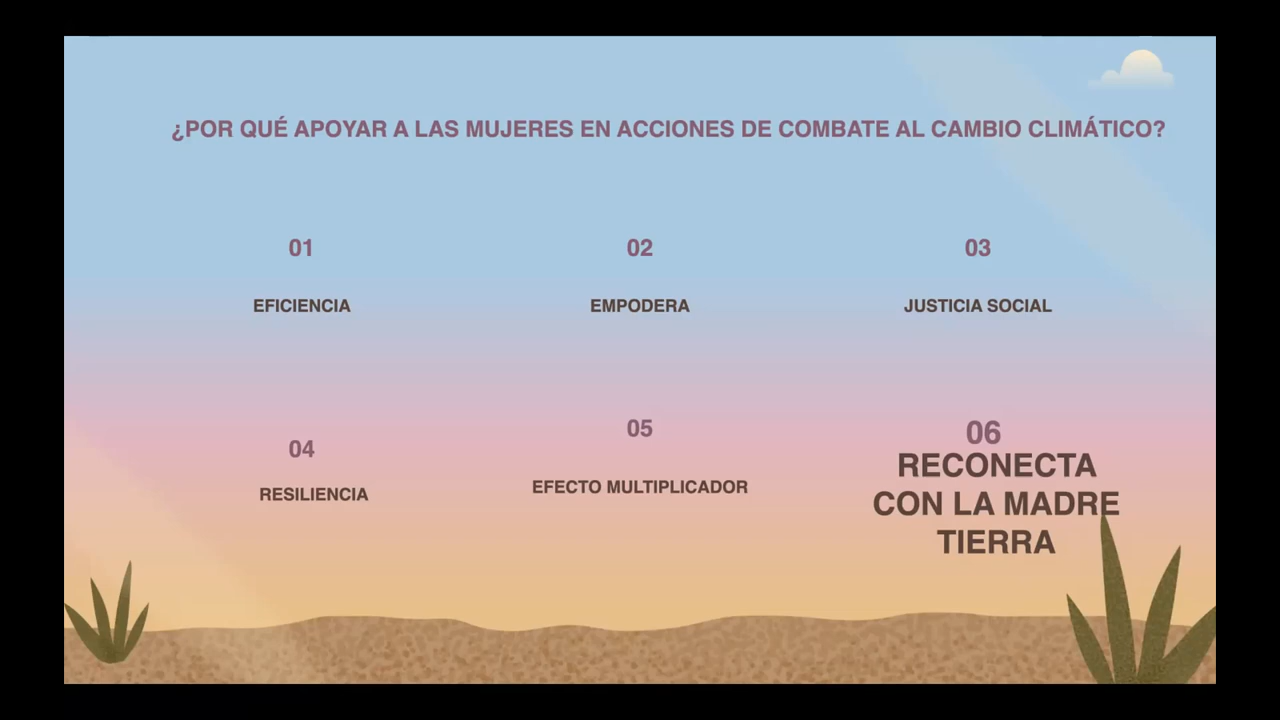 ¿POR QUÉ APOYAR A LAS MUJERES EN ACCIONES DE COMBATE AL CAMBIO CLIMÁTICO?
01
EFICIENCIA
02
EMPODERA
03
JUSTICIA SOCIAL
04
RESILIENCIA
05
EFECTO MULTIPLICADOR
06
RECONECTA
CON LA MADRE
TIERRA